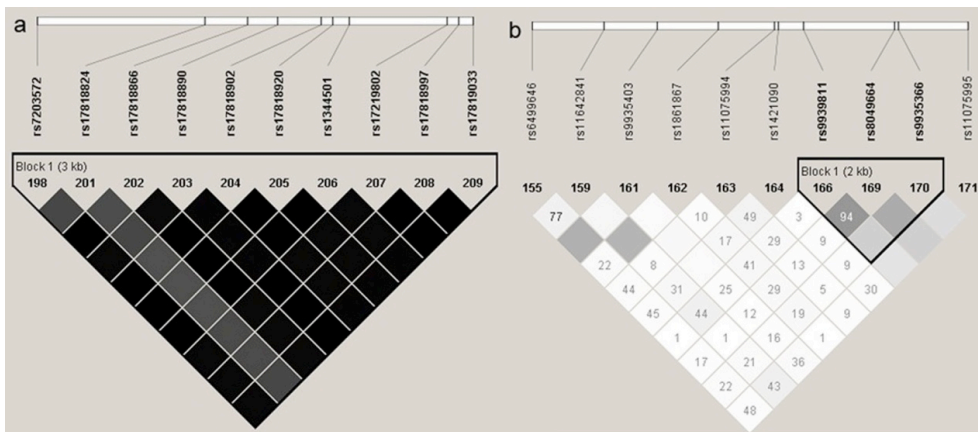 a
rs7203572
rs17818824
rs17818866
rs17818890
rs17818902
rs17818920
rs1344501
rs17219802
rs17818997
rs17819033
Block 1 (3 kb)
198 201 202 203 204 205 206 207 208 209
b
rs6499646
rs11642841
rs9935403
rs1861867
rs11075994
rs1421090
rs9939811
rs8049664
rs9935366
rs11075995
Block 1 (2 kb)
155 159 161 162 163 164 166 169 170 171
77 10 49 3 94
17 29 9
22 8 41 13 9
44 31 25 29 5 30
45 44 12 19 9
1 1 16 1
17 21 36
22 43
48